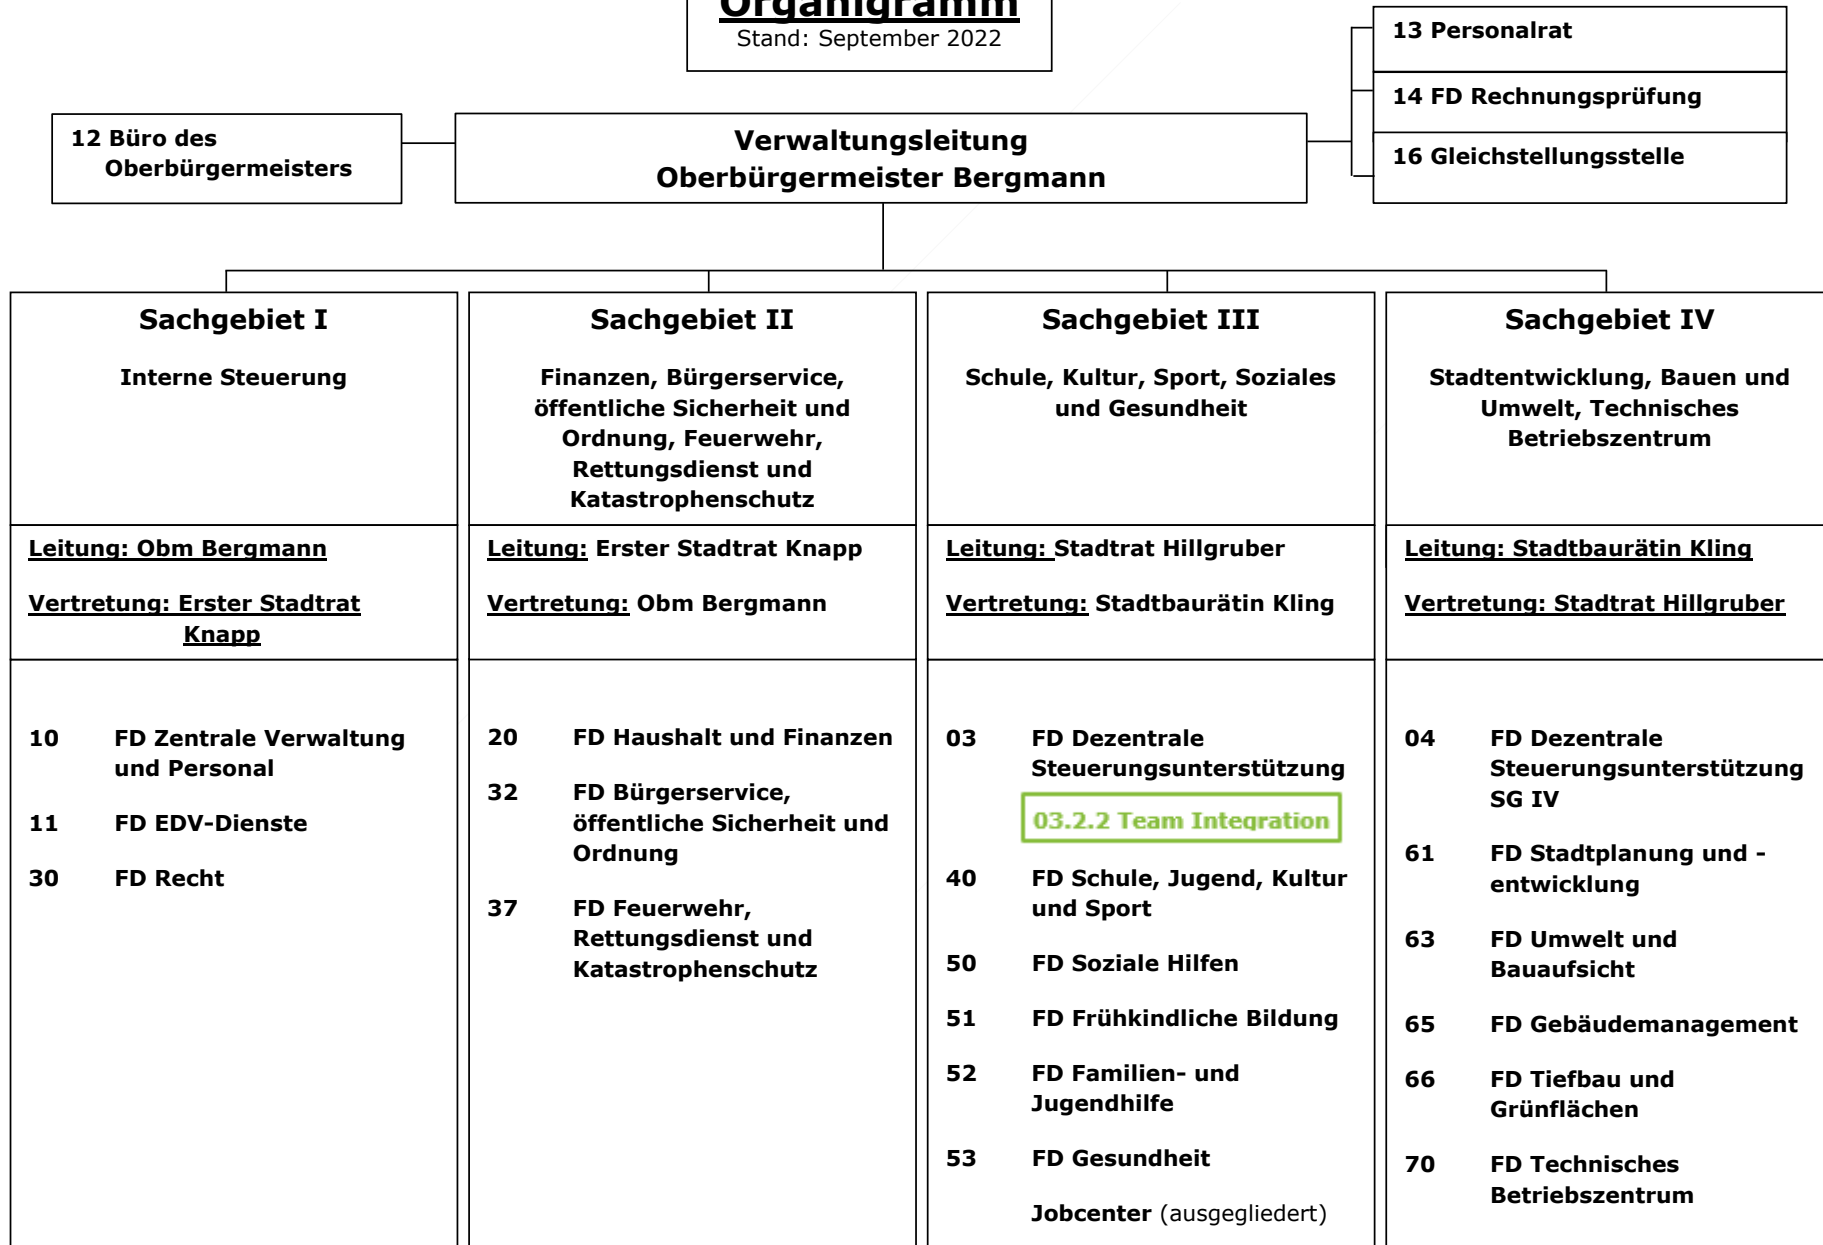 Organigramm
Stand: September 2022
13 Personalrat
14 FD Rechnungsprüfung
16 Gleichstellungsstelle
12 Büro des
Oberbürgermeisters
Verwaltungsleitung
Oberbürgermeister Bergmann
Sachgebiet I
Interne Steuerung
Leitung: Obm Bergmann
Vertretung: Erster Stadtrat
Knapp
10 FD Zentrale Verwaltung
und Personal
11 FD EDV-Dienste
30 FD Recht
Sachgebiet II
Finanzen, Bürgerservice,
öffentliche Sicherheit und
Ordnung, Feuerwehr,
Rettungsdienst und
Katastrophenschutz
Leitung: Erster Stadtrat Knapp
Vertretung: Obm Bergmann
20 FD Haushalt und Finanzen
32 FD Bürgerservice,
öffentliche Sicherheit und
Ordnung
37 FD Feuerwehr,
Rettungsdienst und
Katastrophenschutz
Sachgebiet III
Schule, Kultur, Sport, Soziales
und Gesundheit
Leitung: Stadtrat Hillgruber
Vertretung: Stadtbaurätin Kling
03 FD Dezentrale
Steuerungsunterstützung
03.2.2 Team Integration
40 FD Schule, Jugend, Kultur
und Sport
50 FD Soziale Hilfen
51 FD Frühkindliche Bildung
52 FD Familien- und
Jugendhilfe
53 FD Gesundheit
Jobcenter (ausgegliedert)
Sachgebiet IV
Stadtentwicklung, Bauen und
Umwelt, Technisches
Betriebszentrum
Leitung: Stadtbaurätin Kling
Vertretung: Stadtrat Hillgruber
04 FD Dezentrale
Steuerungsunterstützung
SG IV
61 FD Stadtplanung und -
entwicklung
63 FD Umwelt und
Bauaufsicht
65 FD Gebäudemanagement
66 FD Tiefbau und
Grünflächen
70 FD Technisches
Betriebszentrum